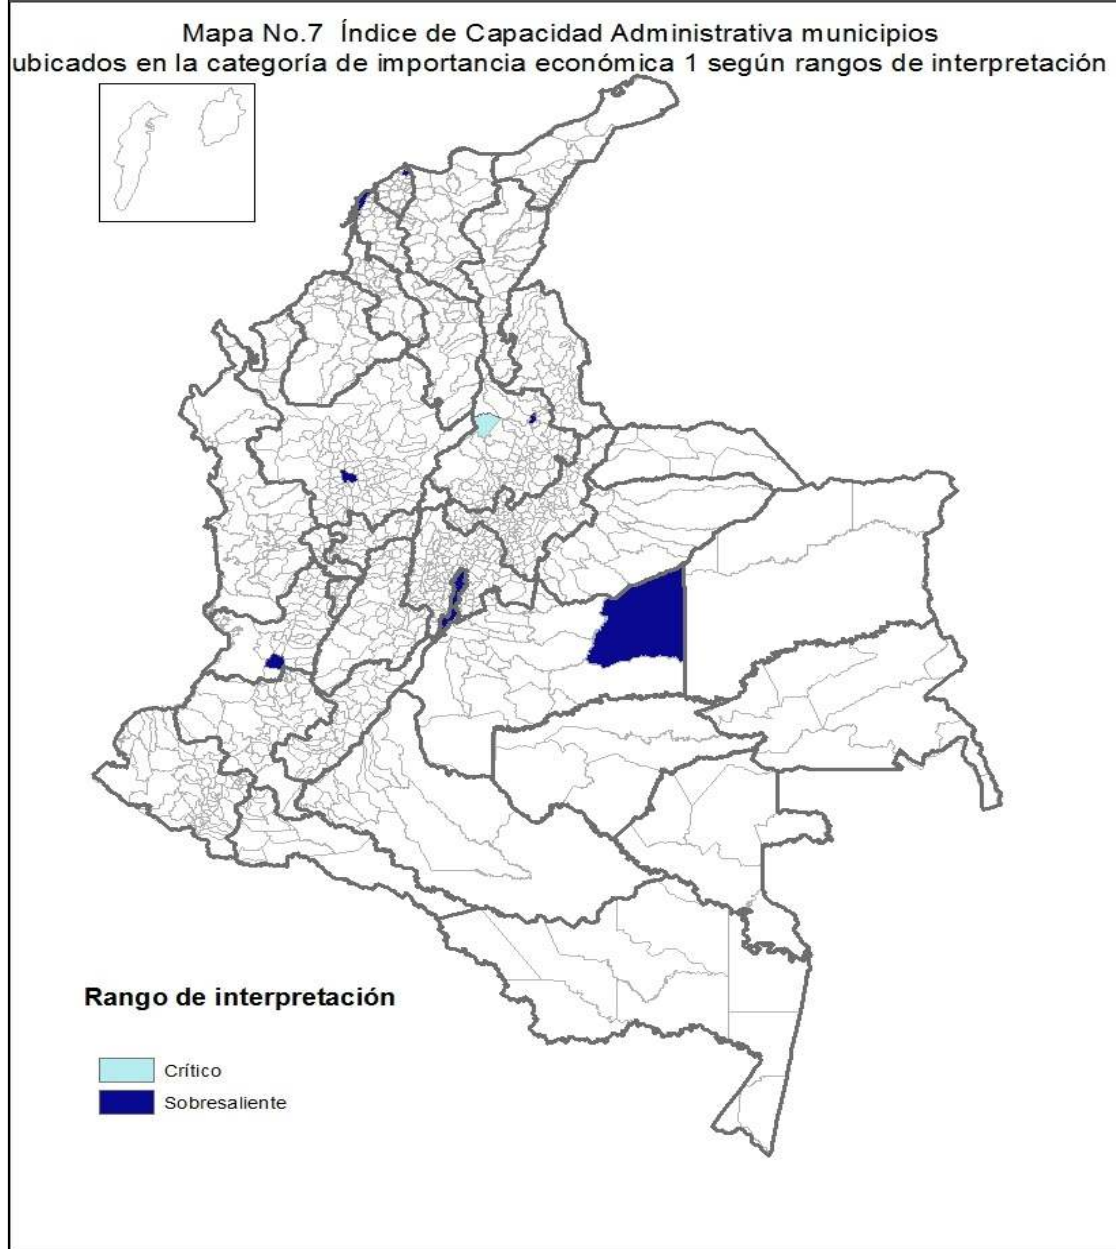 Mapa No.7 Índice de Capacidad Administrativa municipios
ubicados en la categoría de importancia económica 1 según rangos de interpretación
Rango de interpretación
Crítico
Sobresaliente